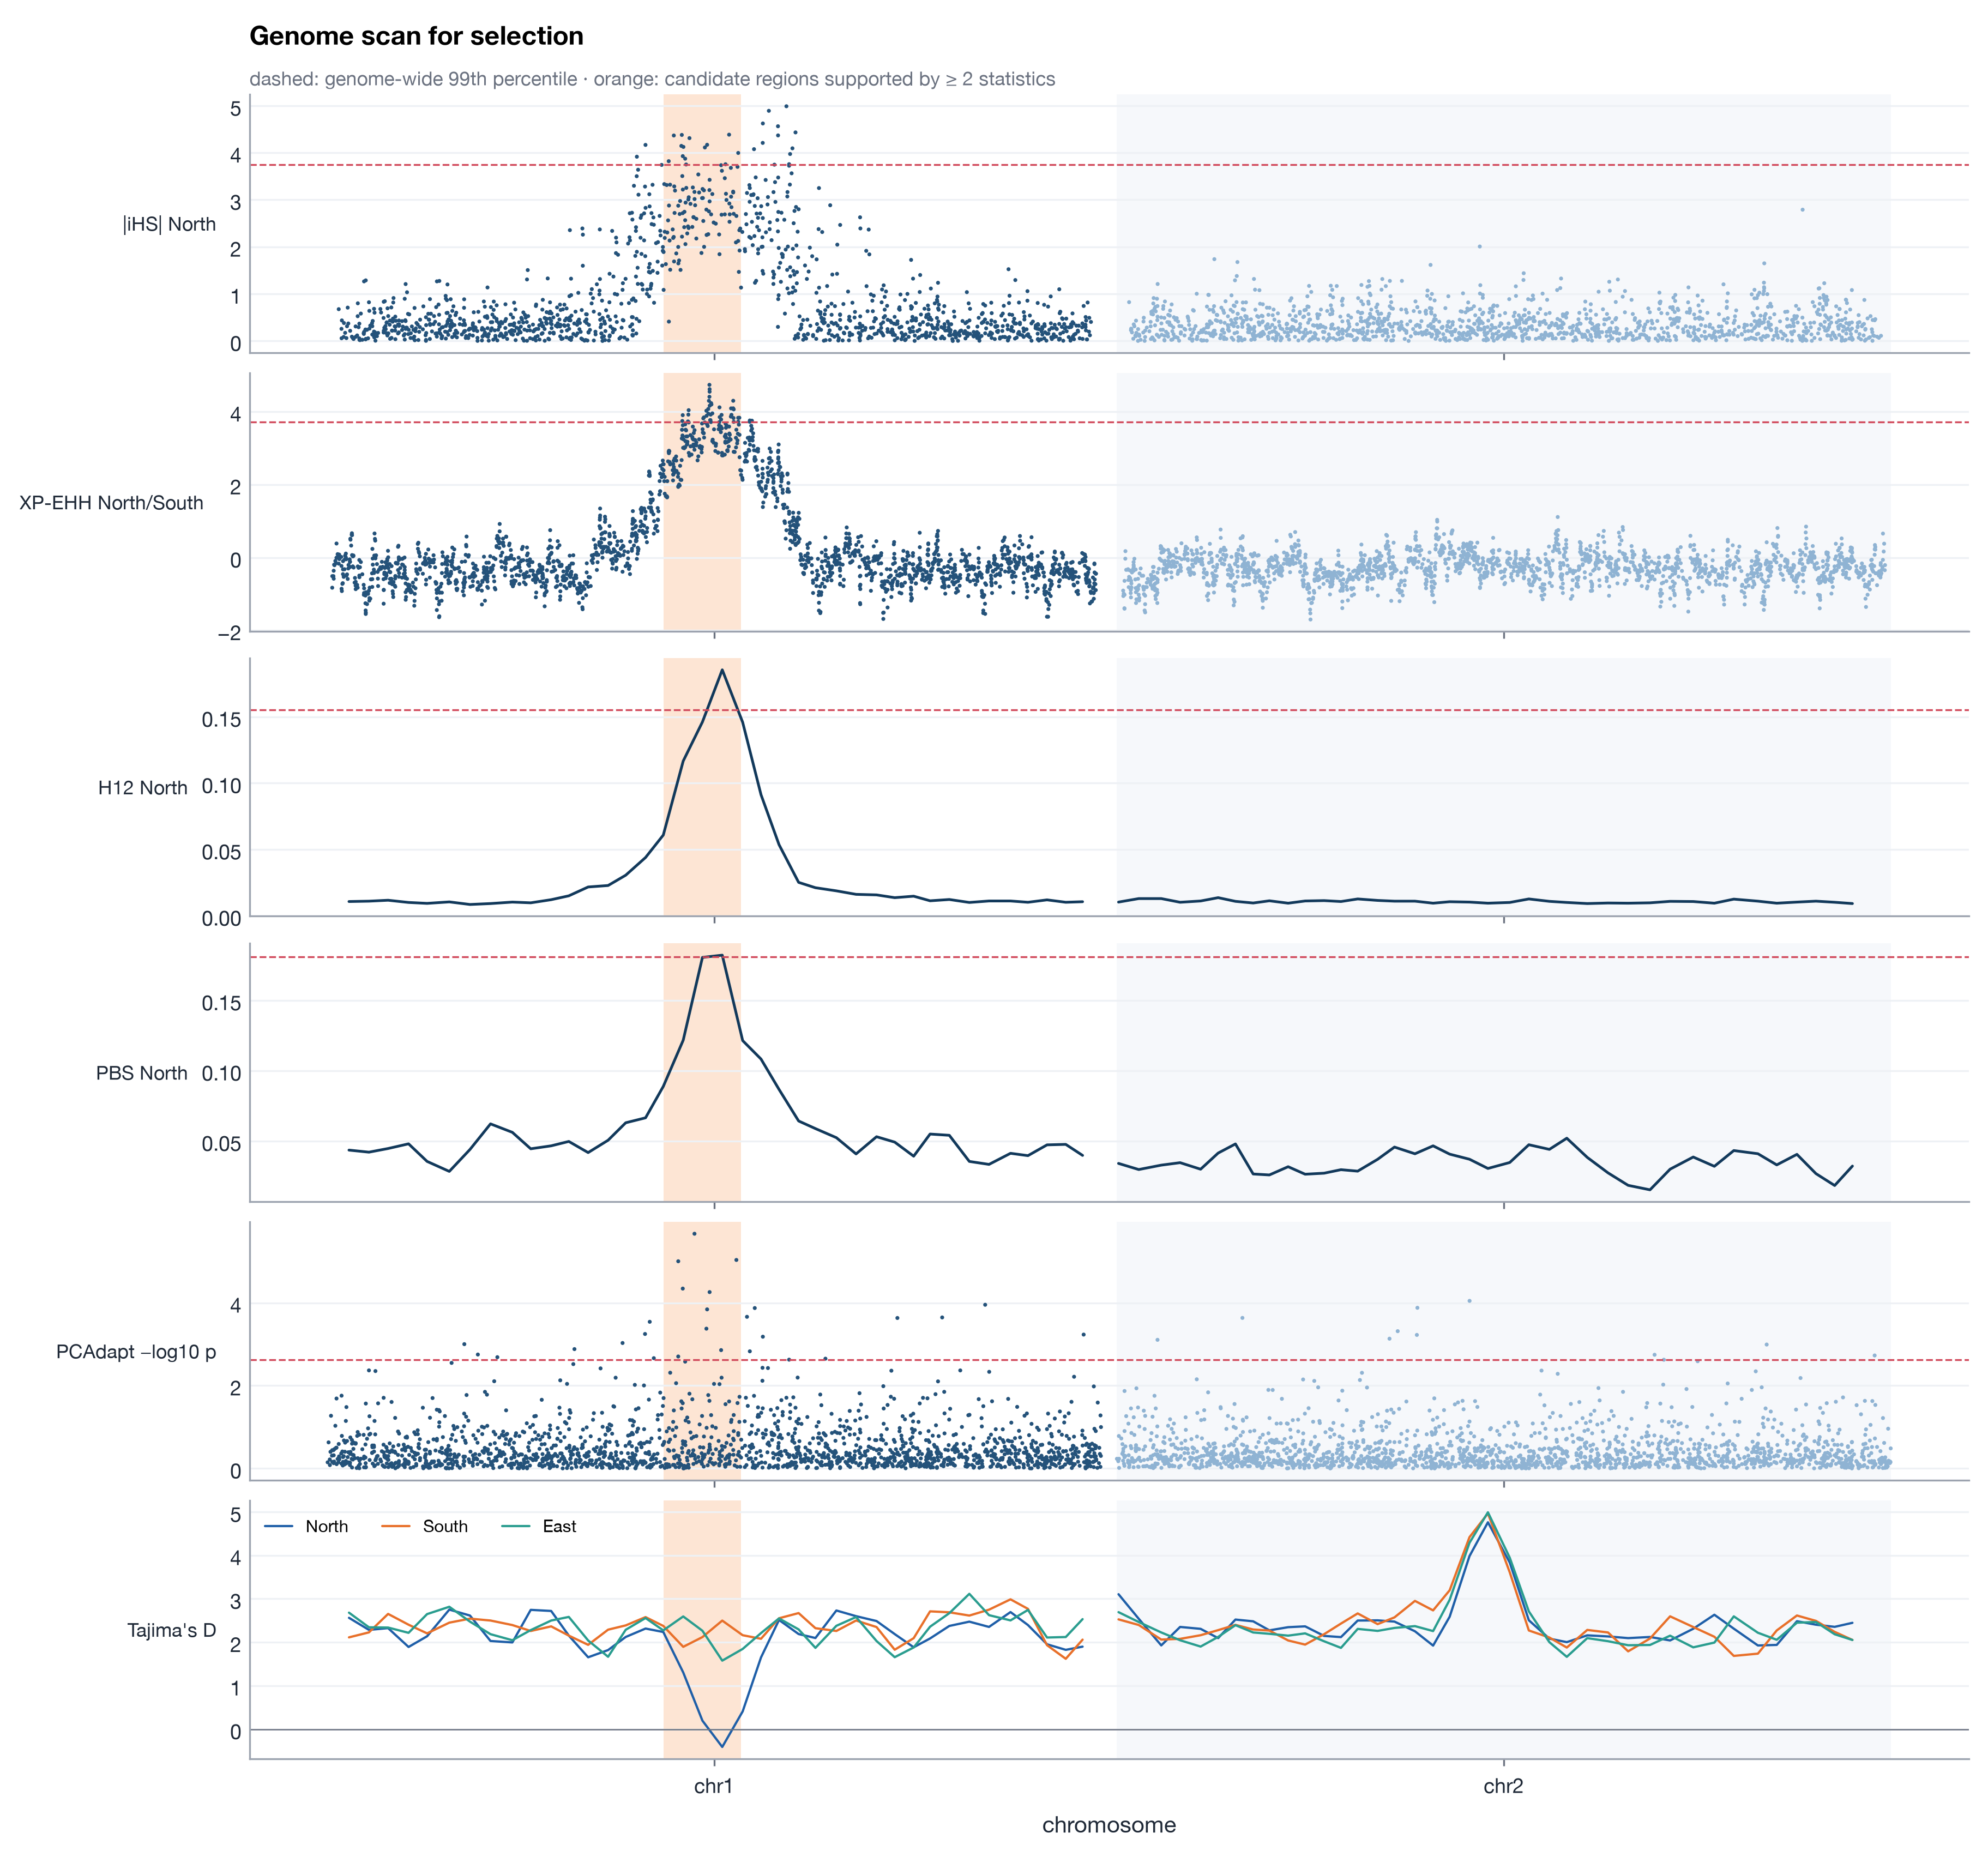 Genome scan for selection
dashed: genome-wide 99th percentile · orange: candidate regions supported by ≥ 2 statistics
5
4
3
2
1
0
|iHS| North
4
2
0
−2
XP-EHH North/South
0.15
0.10
0.05
0.00
H12 North
0.15
0.10
0.05
PBS North
4
2
0
PCAdapt −log10 p
5
4
3
2
1
0
Tajima's D
North South East
chr1 chr2
chromosome